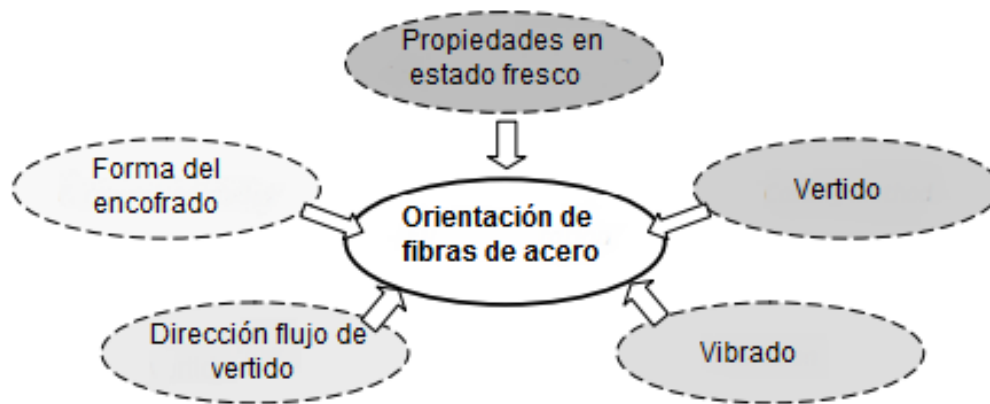 Propiedades en
estado fresco
Forma del
encofrado
Vertido
Orientación de
fibras de acero
Dirección flujo de
vertido
Vibrado